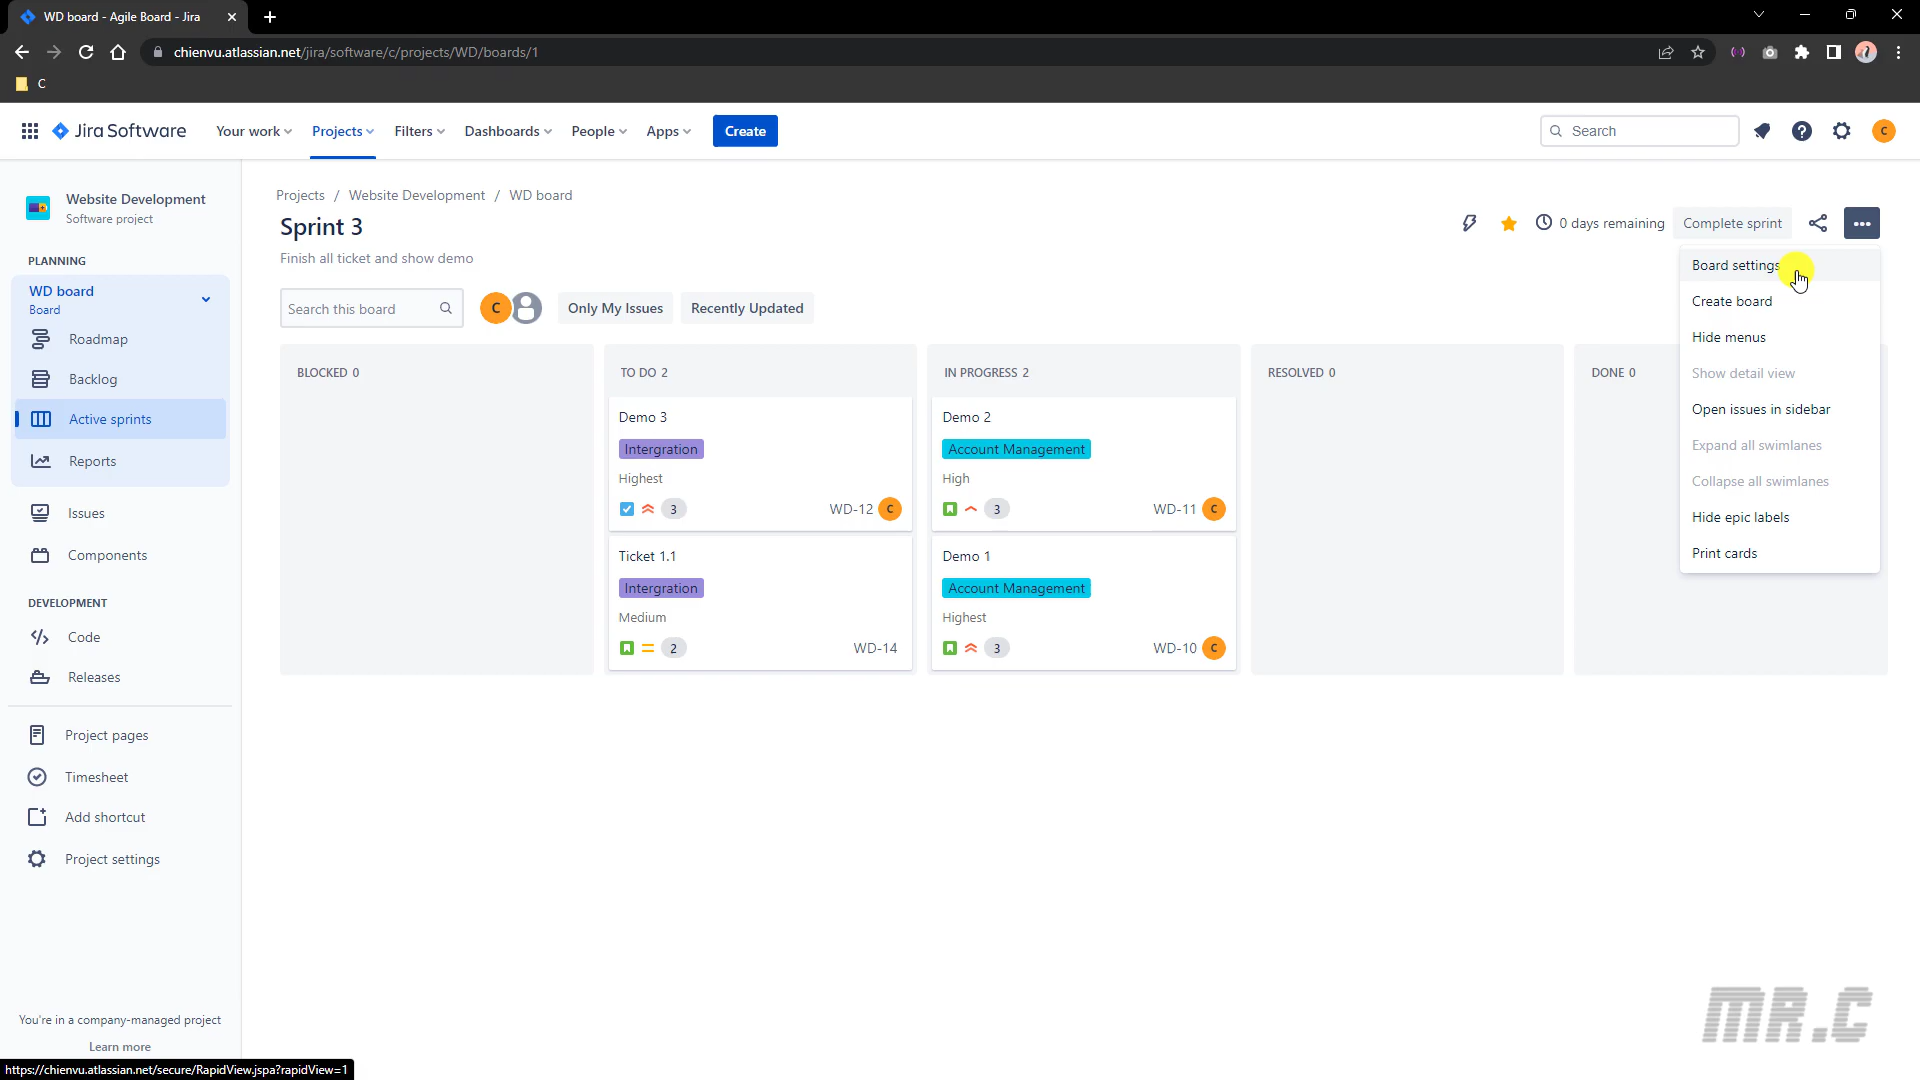 WD board - Agile Board - Jira
chienvu.atlassian.net/jira/software/c/projects/WD/boards/1
C
Jira Software
Your work
Projects
Filters
Dashboards
People
Apps
Create
Search
C
Website Development
Software project
PLANNING
WD board
Board
Roadmap
Backlog
Active sprints
Reports
Issues
Components
DEVELOPMENT
Code
Releases
Project pages
Timesheet
Add shortcut
Project settings
You're in a company-managed project
Learn more
https://chienvu.atlassian.net/secure/RapidView.jspa?rapidView=1
Projects / Website Development / WD board
Sprint 3
Finish all ticket and show demo
0 days remaining
Complete sprint
Search this board
C
Only My Issues
Recently Updated
BLOCKED 0
TO DO 2
Demo 3
Intergration
Highest
3
WD-12
C
Ticket 1.1
Intergration
Medium
2
WD-14
IN PROGRESS 2
Demo 2
Account Management
High
3
WD-11
C
Demo 1
Account Management
Highest
3
WD-10
C
RESOLVED 0
DONE 0
Board settings
Create board
Hide menus
Show detail view
Open issues in sidebar
Expand all swimlanes
Collapse all swimlanes
Hide epic labels
Print cards
MR.C